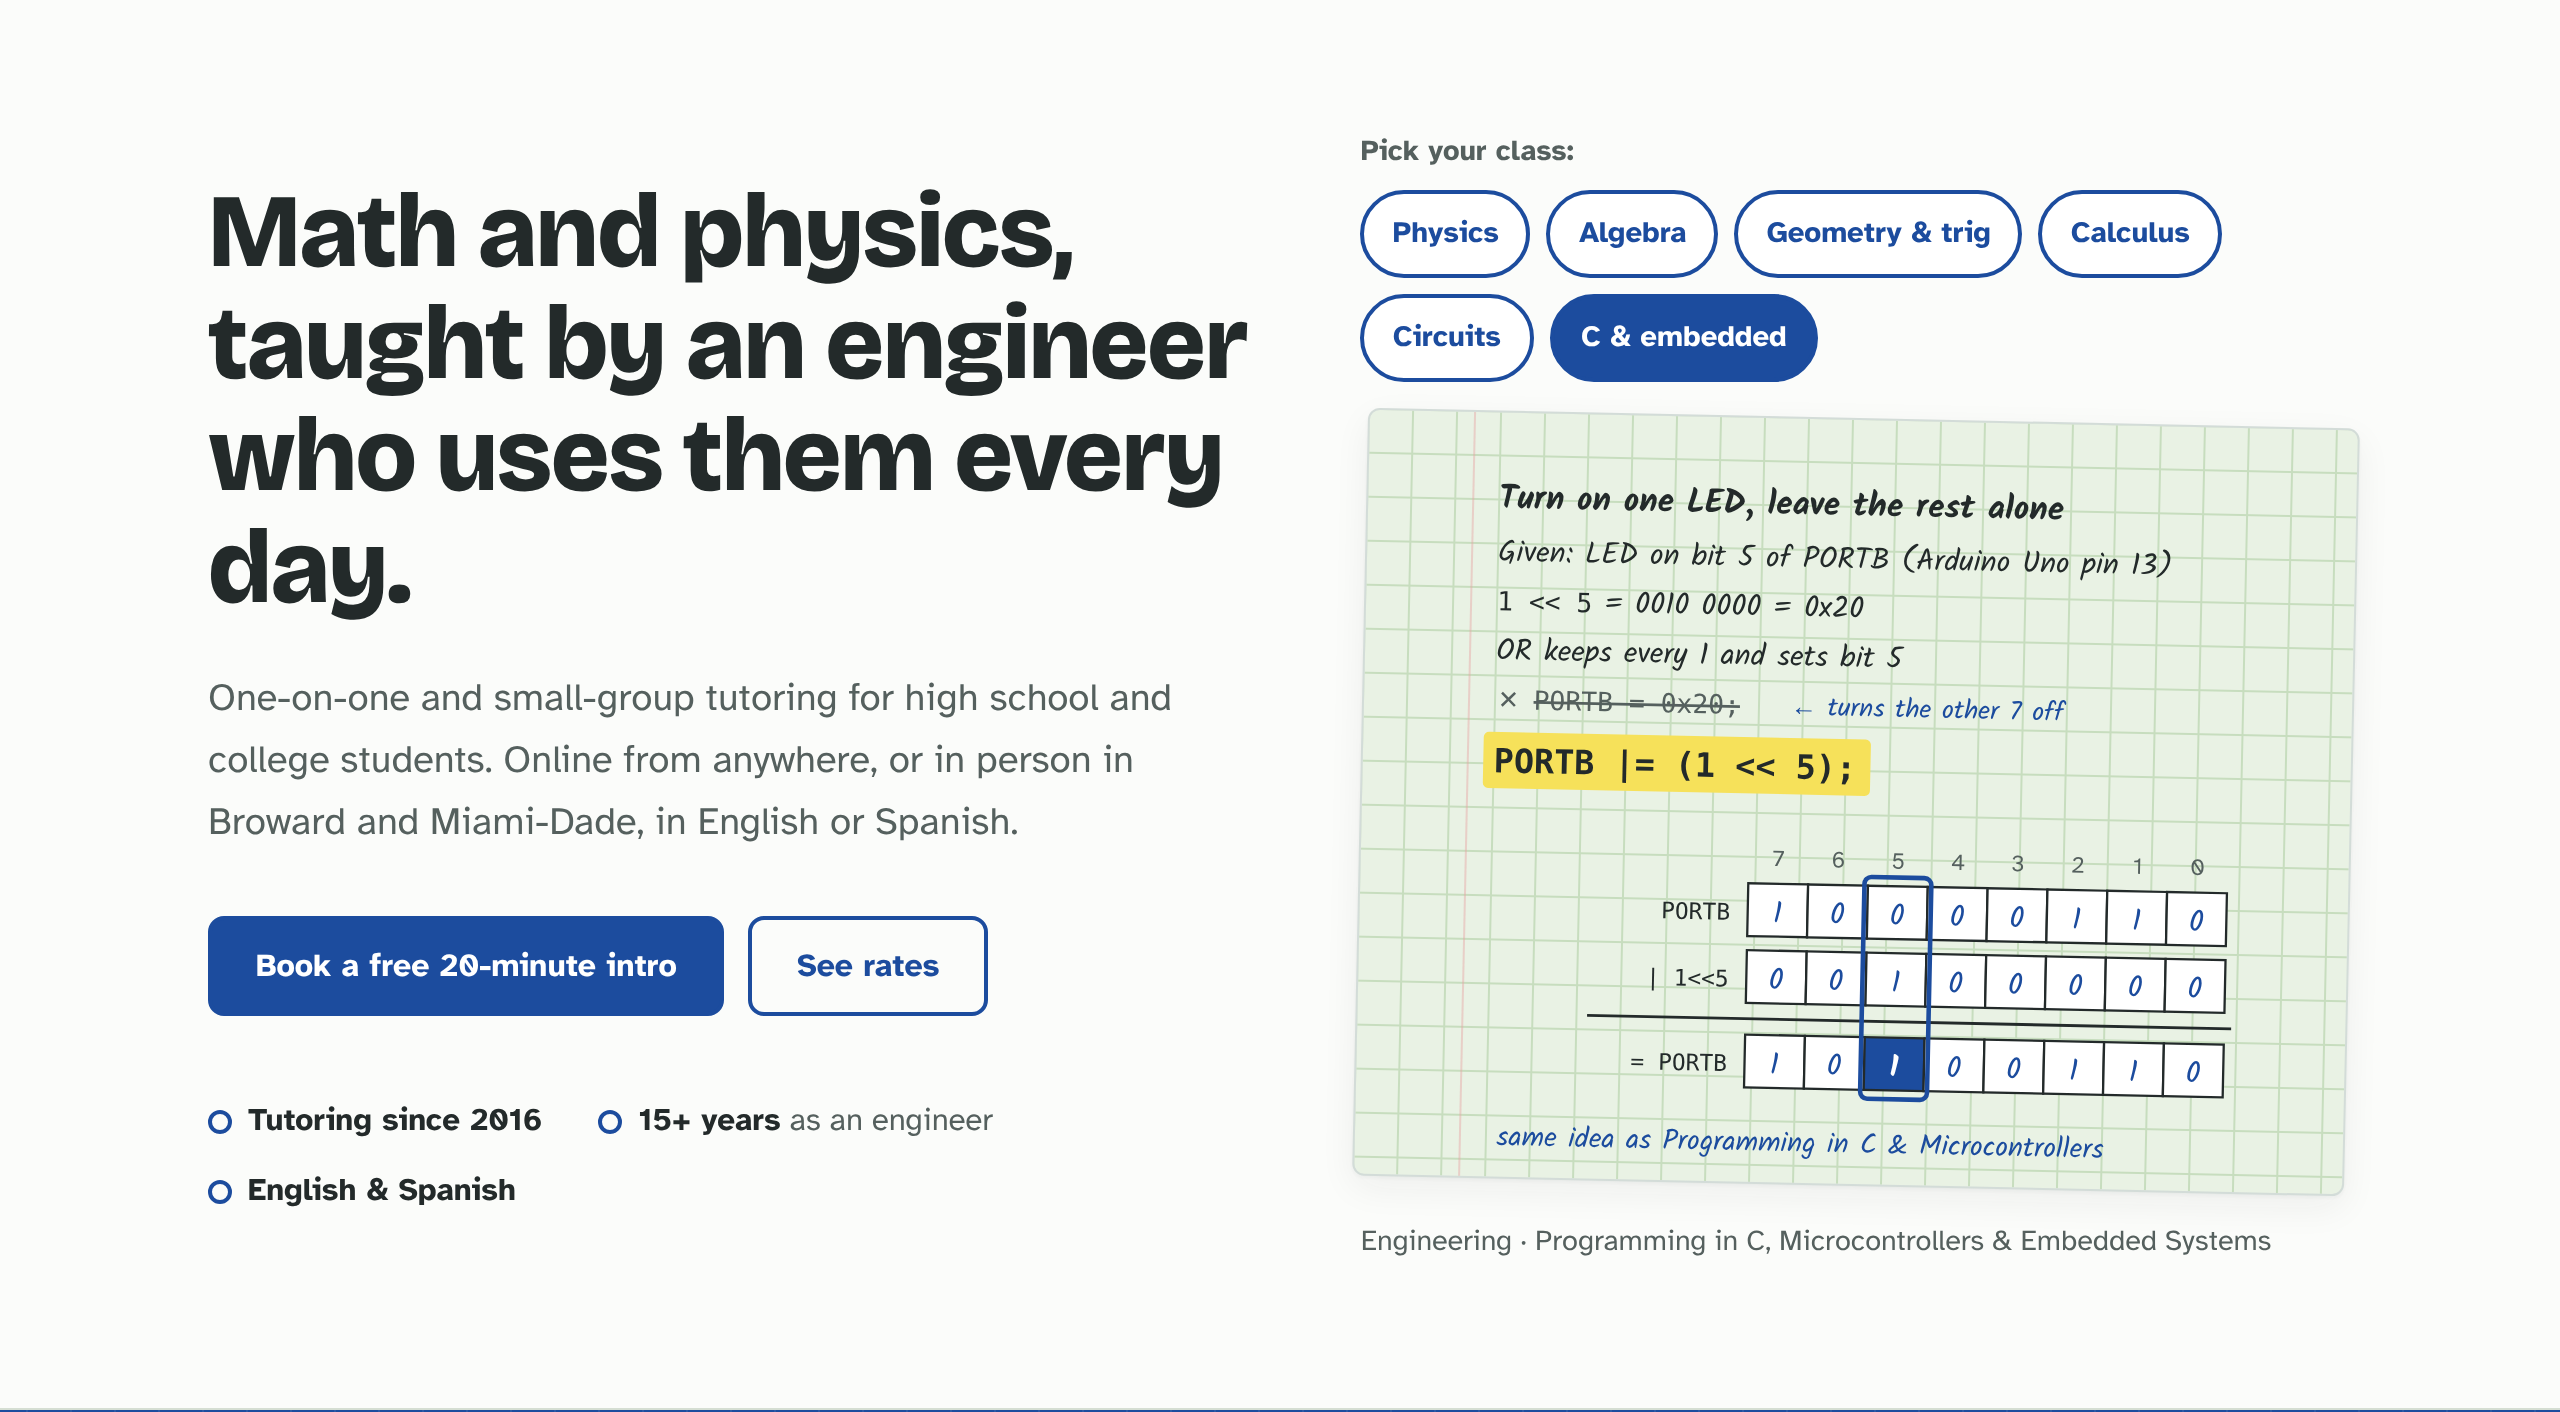 Math and physics,
taught by an engineer
who uses them every
day.
One-on-one and small-group tutoring for high school and
college students. Online from anywhere, or in person in
Broward and Miami-Dade, in English or Spanish.
Book a free 20-minute intro
See rates
Tutoring since 2016
15+ years as an engineer
English & Spanish
Pick your class:
Physics
Algebra
Geometry & trig
Calculus
Circuits
C & embedded
Turn on one LED, leave the rest alone
Given: LED on bit 5 of PORTB (Arduino Uno pin 13)
1 << 5 = 0010 0000 = 0x20
OR keeps every 1 and sets bit 5
× PORTB = 0x20; ← turns the other 7 off
PORTB |= (1 << 5);
7 6 5 4 3 2 1 0
PORTB 1 0 0 0 0 1 1 0
| 1<<5 0 0 1 0 0 0 0 0
= PORTB 1 0 1 0 0 1 1 0
same idea as Programming in C & Microcontrollers
Engineering · Programming in C, Microcontrollers & Embedded Systems